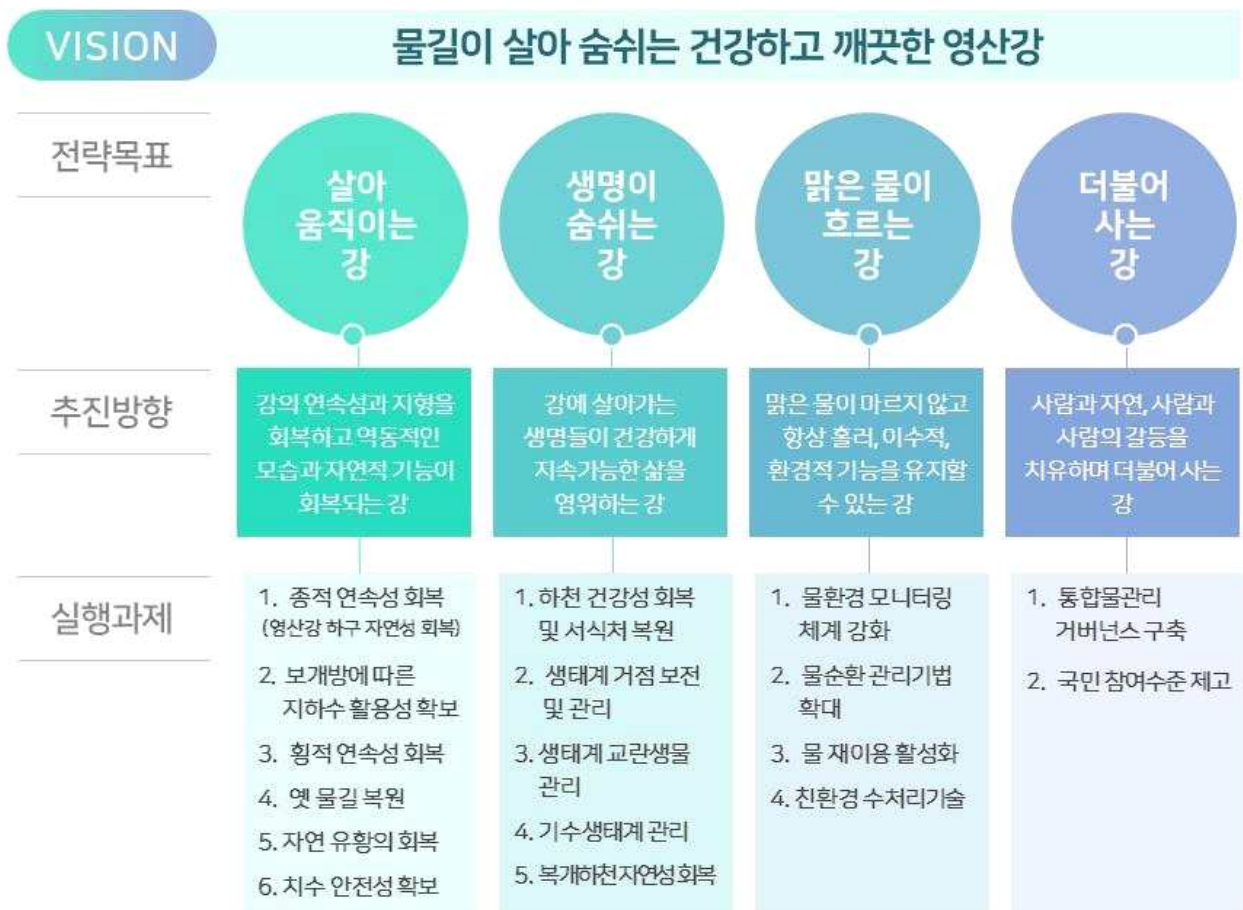 VISION
물길이 살아 숨쉬는 건강하고 깨끗한 영산강
전략목표
살아
움직이는
강
생명이
숨쉬는
강
맑은 물이
흐르는
강
더불어
사는
강
추진방향
강의 연속성과 지형을
회복하고 역동적인
모습과 자연적 기능이
회복되는 강
강에 살아가는
생명들이 건강하게
지속가능한 삶을
영위하는 강
맑은 물이 마르지 않고
항상 흘러, 이수적,
환경적 기능을 유지할
수 있는 강
사람과 자연, 사람과
사람의 갈등을
치유하며 더불어 사는
강
실행과제
1. 종적 연속성 회복
(영산강 하구 자연성 회복)
2. 보개방에 따른
지하수 활용성 확보
3. 횡적 연속성 회복
4. 옛 물길 복원
5. 자연 유황의 회복
6. 치수 안전성 확보
1. 하천 건강성 회복
및 서식처 복원
2. 생태계 거점 보전
및 관리
3. 생태계 교란생물
관리
4. 기수생태계 관리
5. 복개하천자연성회복
1. 물환경 모니터링
체계 강화
2. 물순환 관리기법
확대
3. 물 재이용 활성화
4. 친환경 수처리기술
1. 통합물관리
거버넌스 구축
2. 국민 참여수준 제고